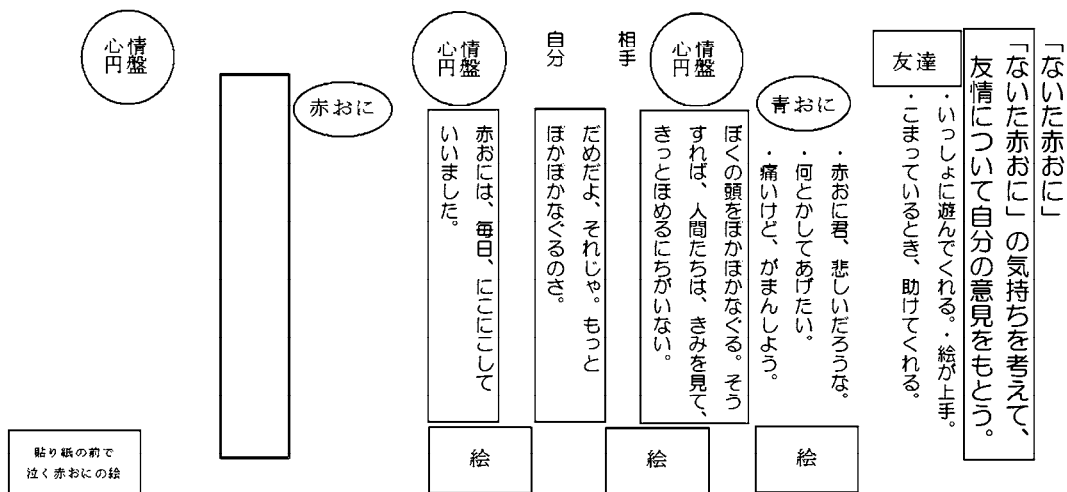 「ないた赤おに」
「ないた赤おに」の気持ちを考えて、
友情について自分の意見をもとう。
友達
・いっしょに遊んでくれる。・絵が上手。
・こまっているとき、助けてくれる。
青おに
・赤おに君、悲しいだろうな。
・何とかしてあげたい。
・痛いけど、がまんしよう。
絵
心情円盤
ぼくの頭をぽかぽかなぐる。そう
すれば、人間たちは、きみを見て、
きっとほめるにちがいない。
絵
相手
自分
だめだよ、それじゃ。もっと
ぽかぽかなぐるのさ。
心情円盤
赤おには、毎日、にこにこして
いいました。
絵
赤おに
心情円盤
貼り紙の前で
泣く赤おにの絵